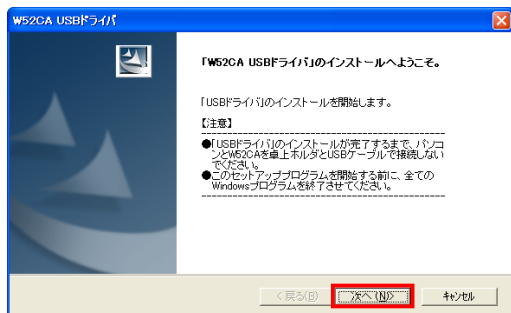 W52CA USBドライバ
「W52CA USBドライバ」のインストールへようこそ。
「USBドライバ」のインストールを開始します。
【注意】
●「USBドライバ」のインストールが完了するまで、パソコ
ンとW52CAを卓上ホルダとUSBケーブルで接続しない
でください。
●このセットアッププログラムを開始する前に、全ての
Windowsプログラムを終了させてください。
< 戻る(B)
次へ(N)>
キャンセル